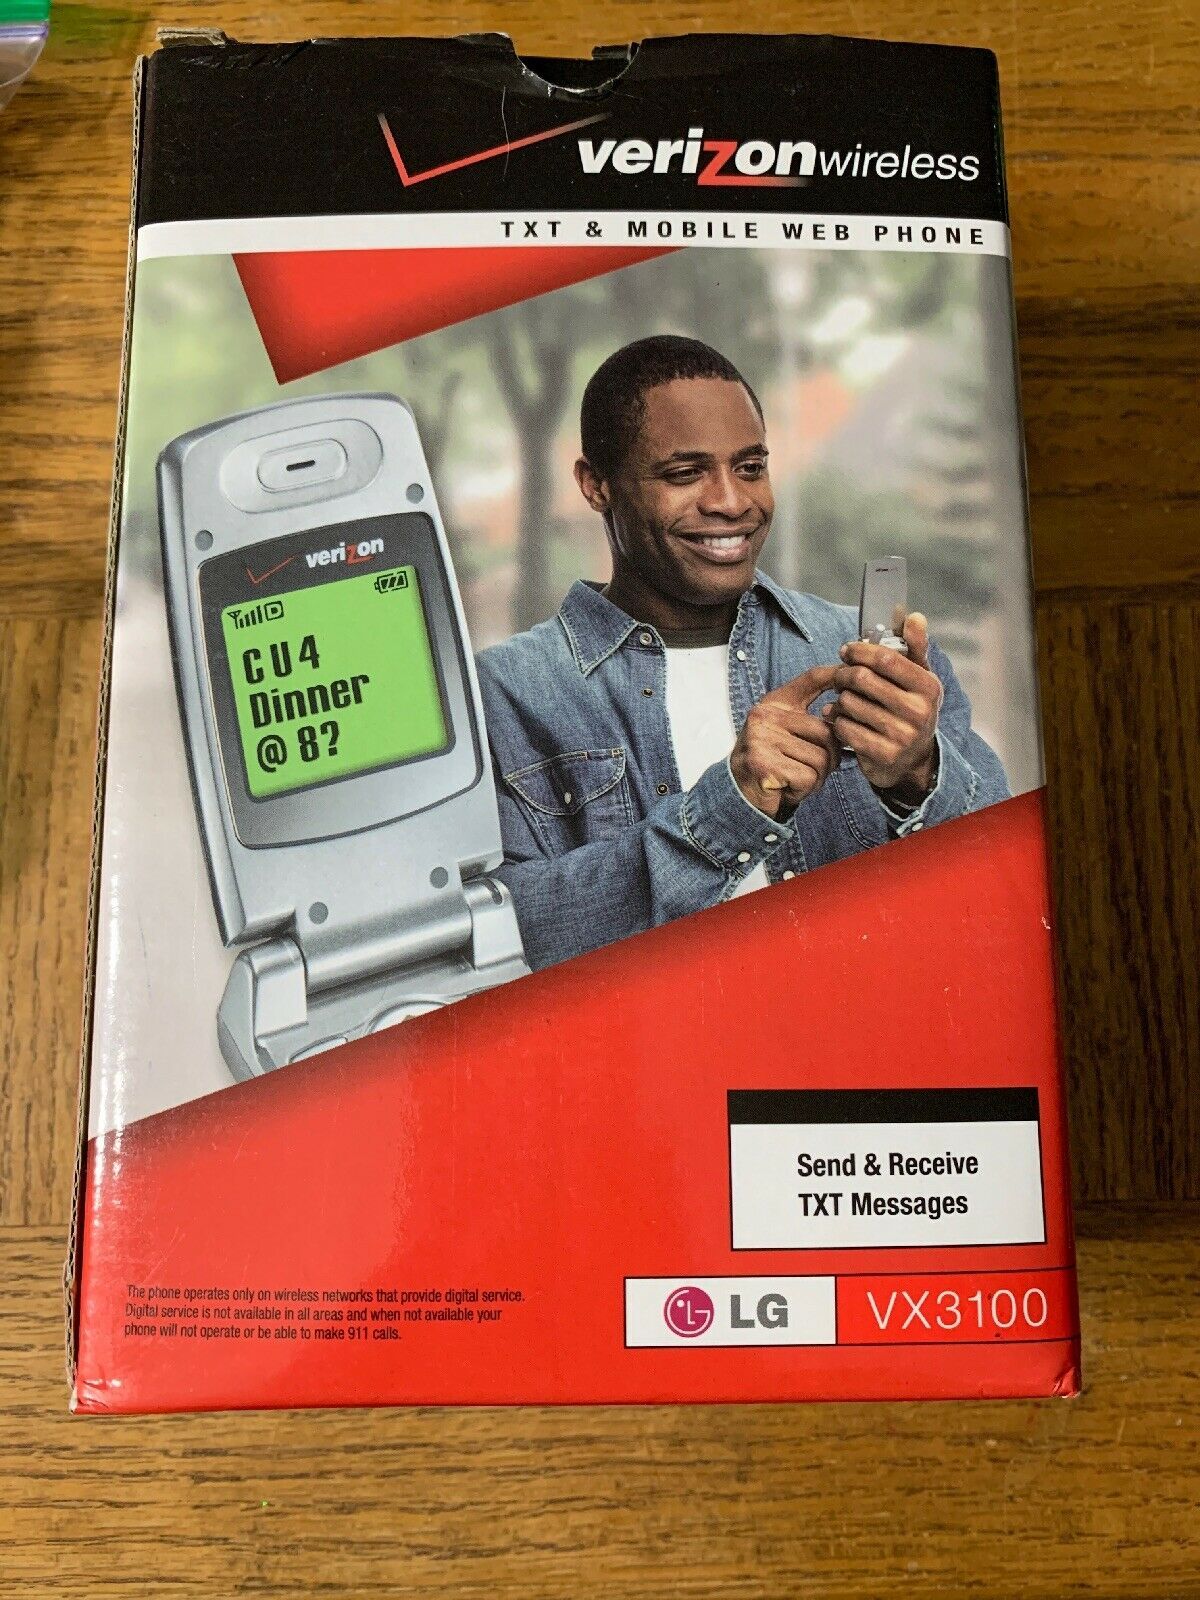 verizonwireless
TXT & MOBILE WEB PHONE
verizon
D
C U 4
Dinner
@ 8?
Send & Receive
TXT Messages
The phone operates only on wireless networks that provide digital service.
Digital service is not available in all areas and when not available your
phone will not operate or be able to make 911 calls.
LG VX3100